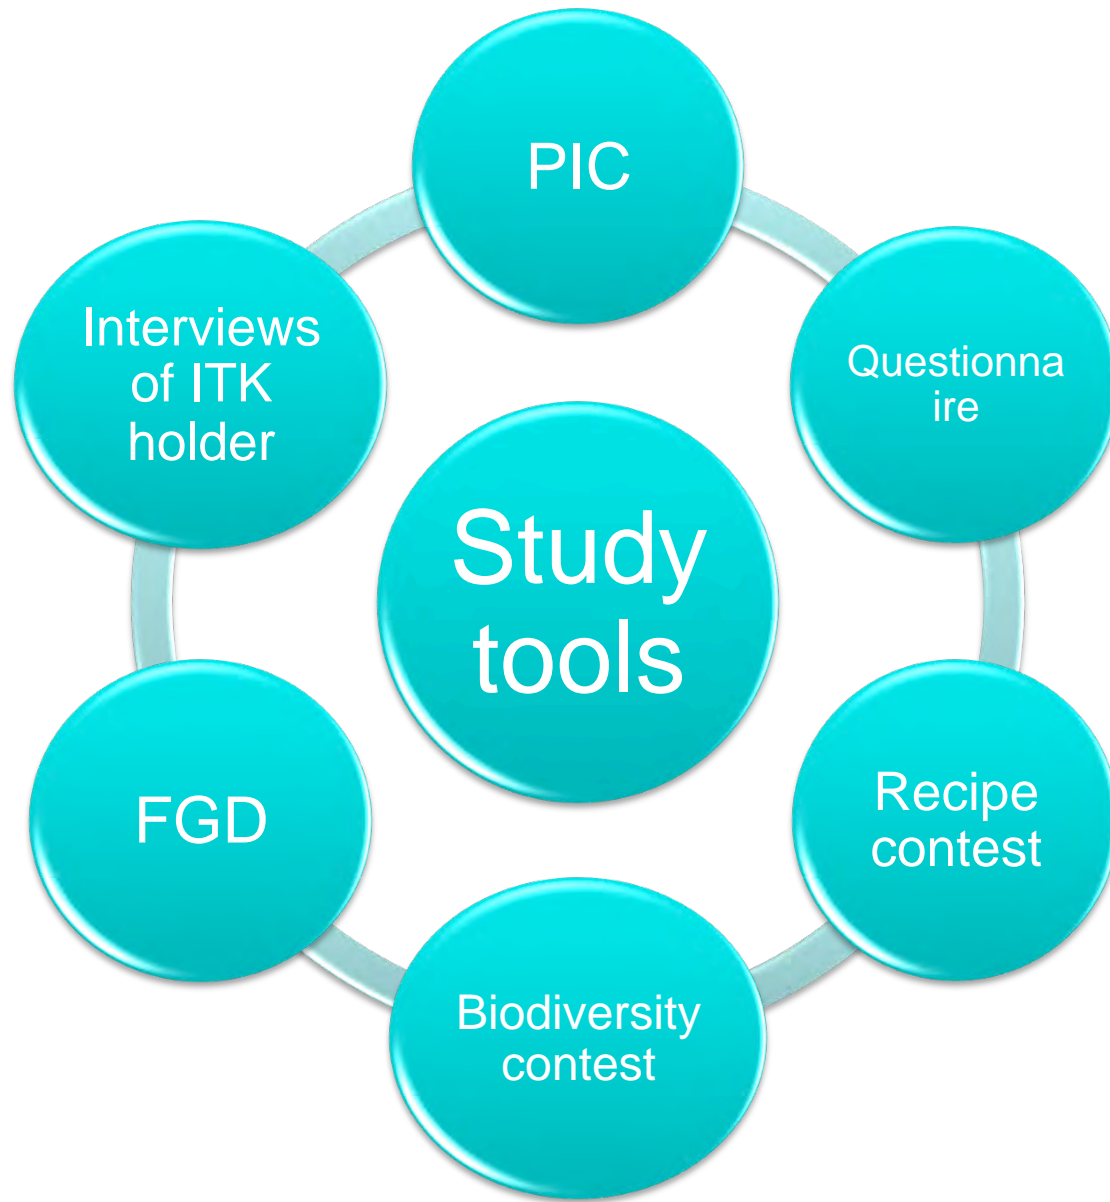 PIC
Questionna
ire
Recipe
contest
Biodiversity
contest
FGD
Interviews
of ITK
holder
Study
tools